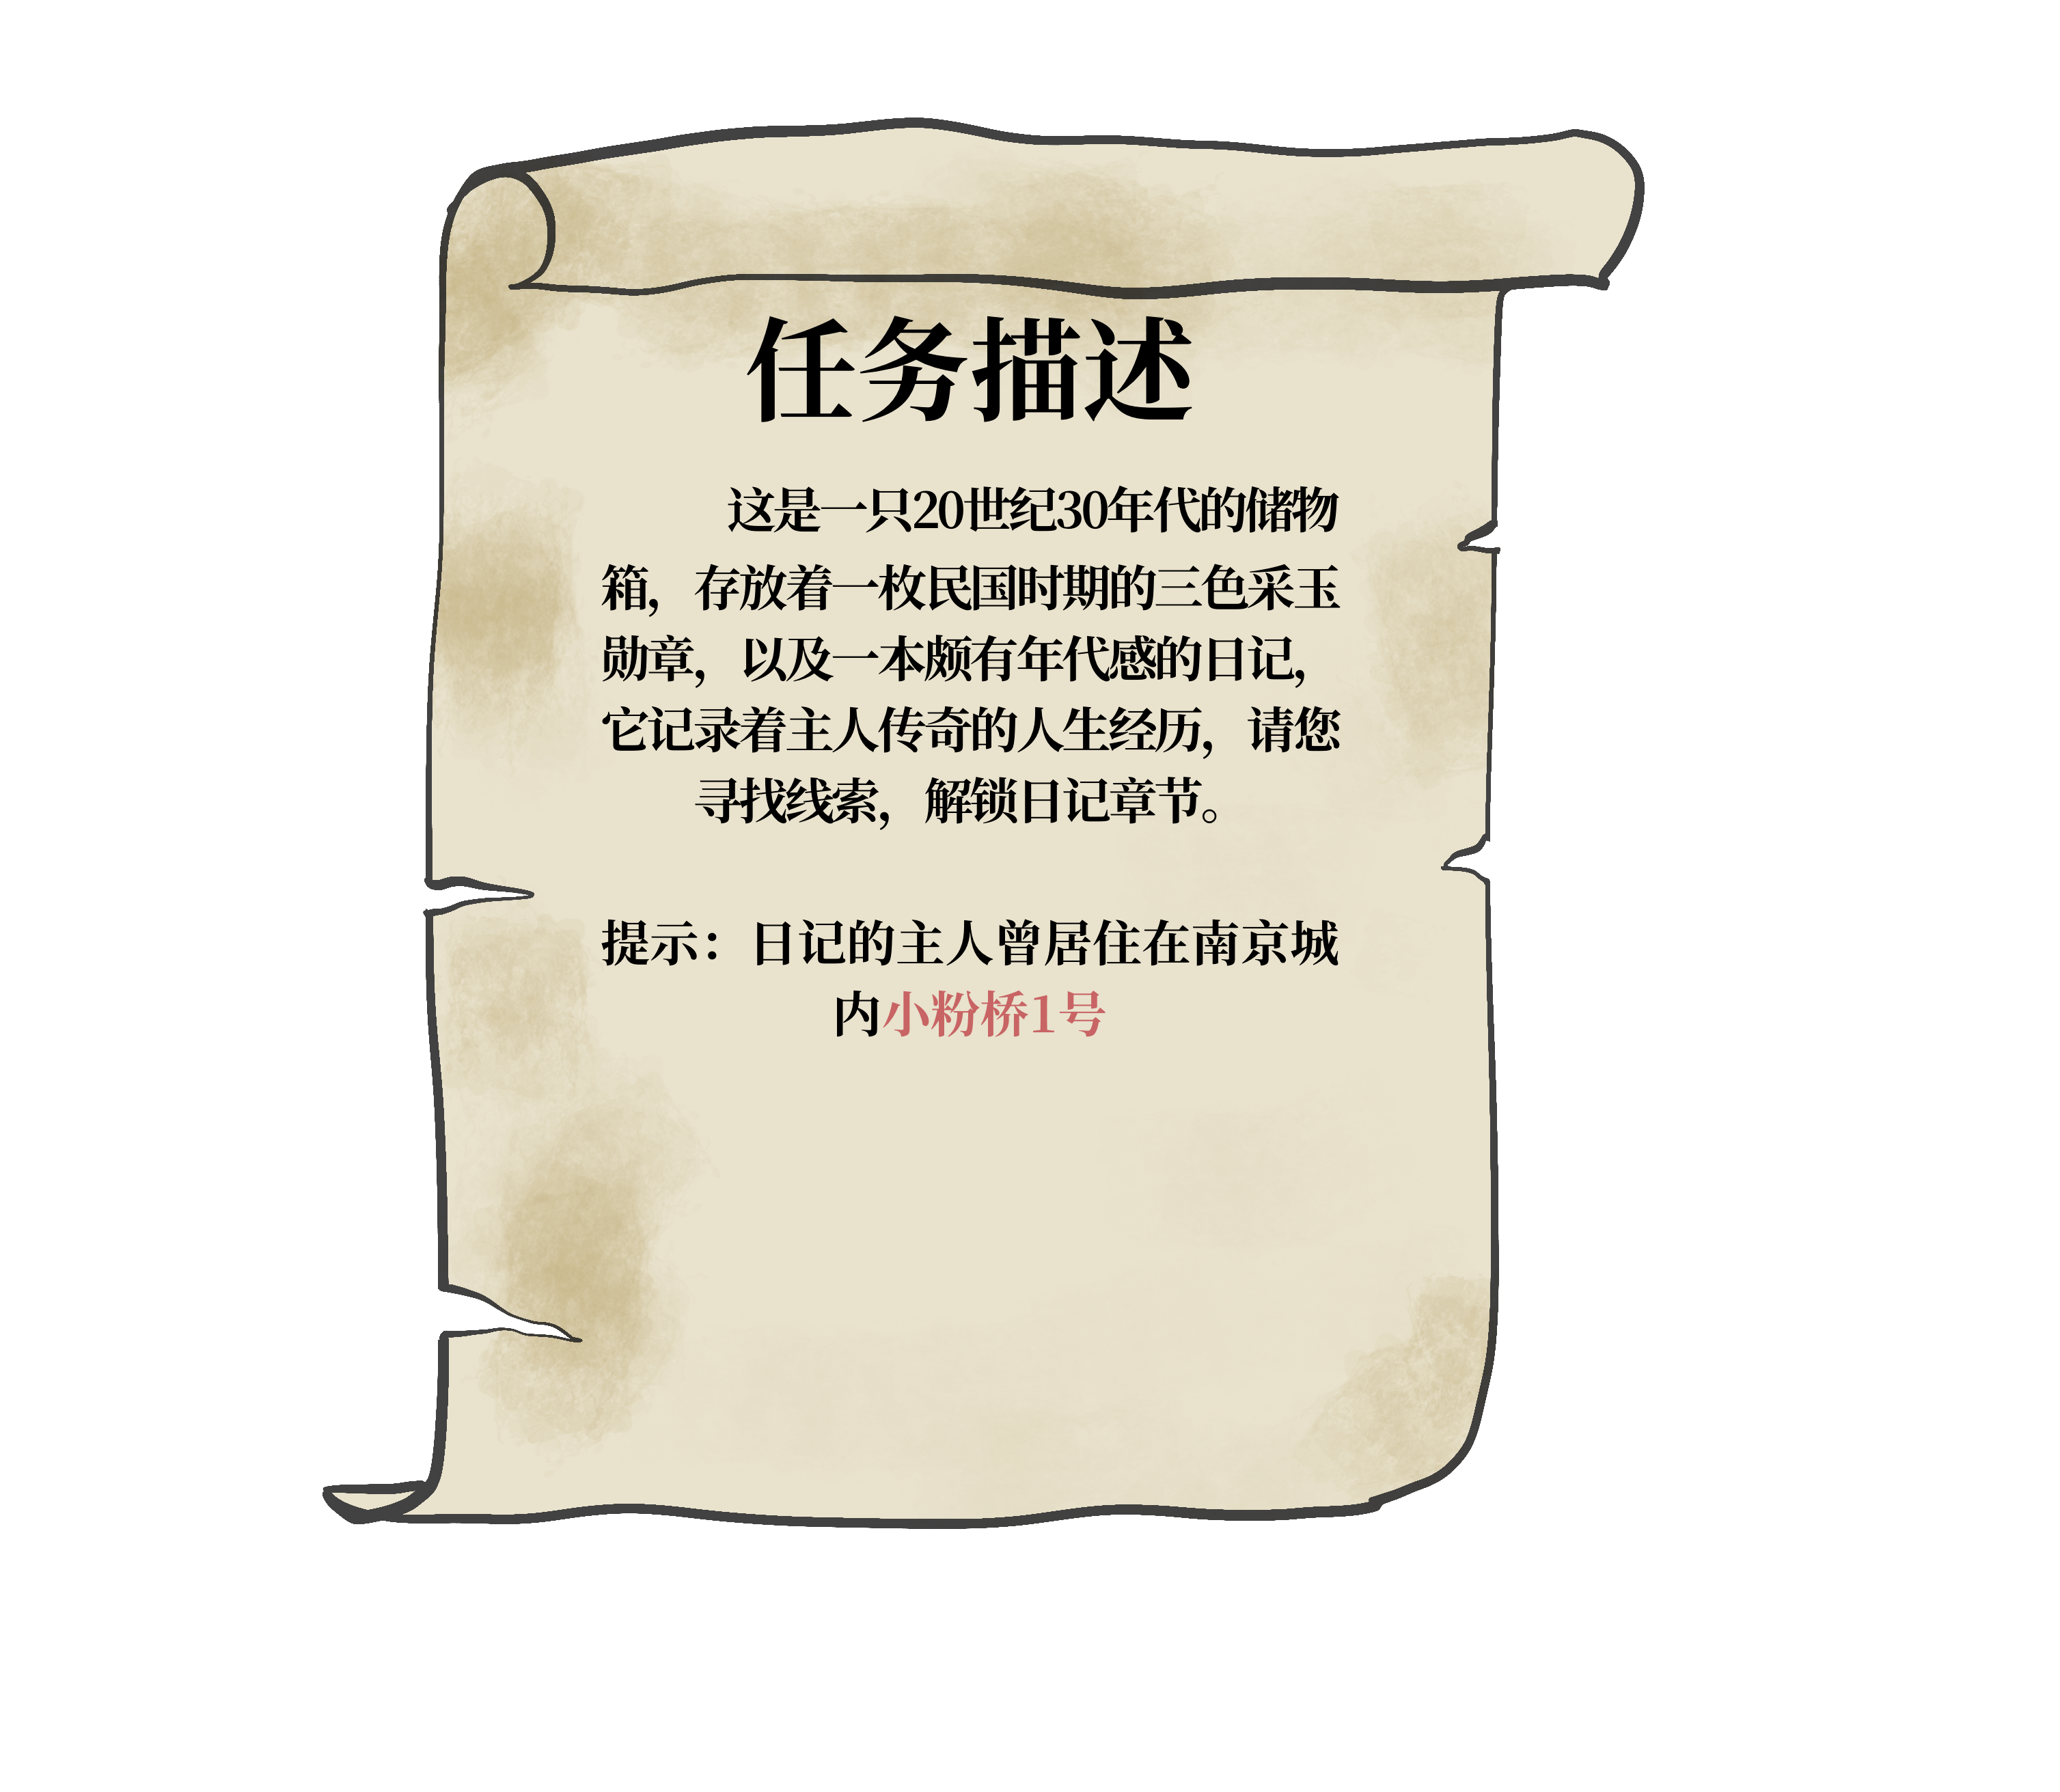 任务描述
这是一只20世纪30年代的储物
箱，存放着一枚民国时期的三色采玉
勋章，以及一本颇有年代感的日记，
它记录着主人传奇的人生经历，请您
寻找线索，解锁日记章节。
提示：日记的主人曾居住在南京城
内小粉桥1号